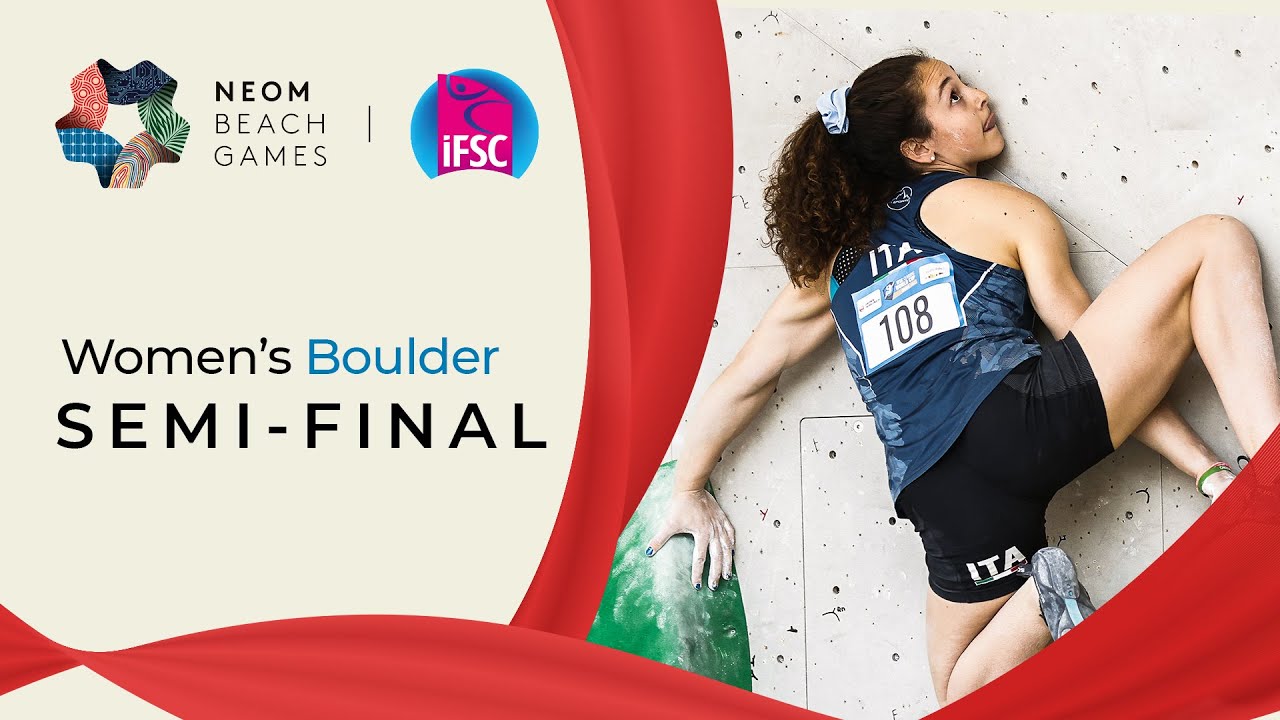 NEOM
BEACH
GAMES
iFSC
Women's Boulder
SEMI-FINAL
ITA
108
ITA